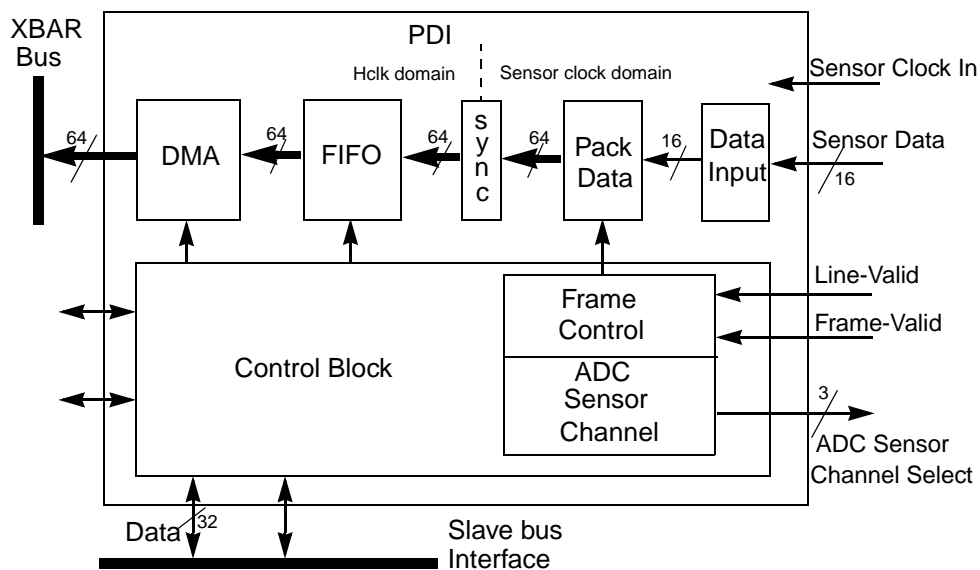 XBAR
Bus
PDI
Hclk domain
Sensor clock domain
Sensor Clock In
64
DMA
64
FIFO
64
sync
64
Pack
Data
16
Data
Input
Sensor Data
16
Line-Valid
Frame
Control
Frame-Valid
Control Block
ADC
Sensor
Channel
3
ADC Sensor
Channel Select
Data
32
Slave bus
Interface